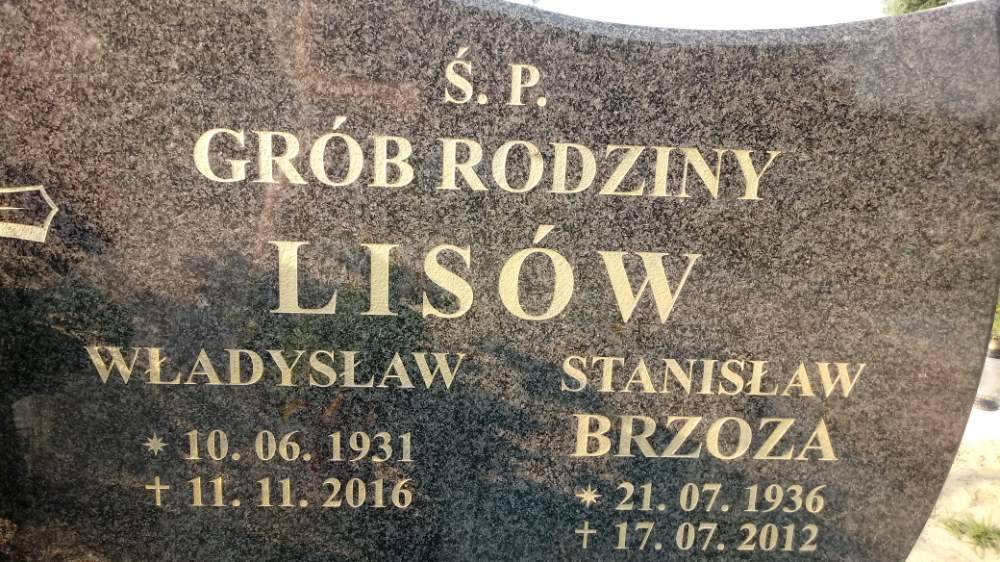 Ś. P.
GRÓB RODZINY
LISÓW
WŁADYSŁAW
* 10. 06. 1931
† 11. 11. 2016
STANISŁAW
BRZOZA
* 21. 07. 1936
† 17. 07. 2012